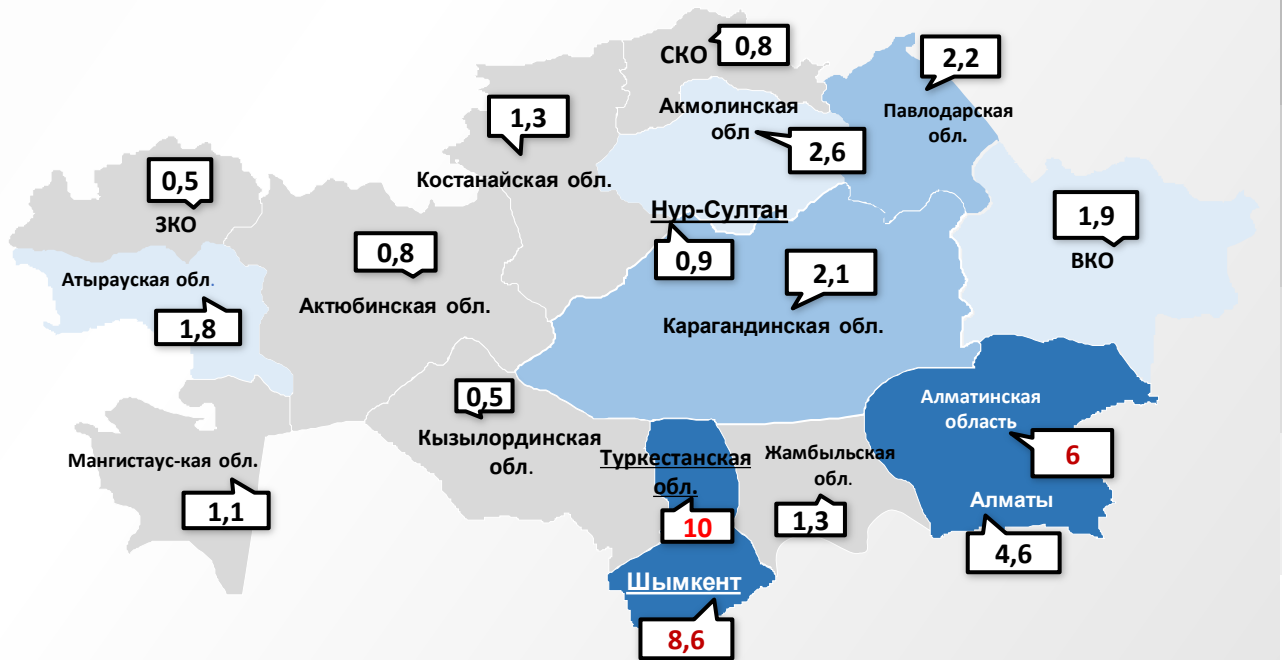 СКО
0,8
2,2
Акмолинская
обл
Павлодарская
обл.
1,3
2,6
Костанайская обл.
0,5
ЗКО
Нур-Султан
0,9
1,9
ВКО
0,8
Актюбинская обл.
Атырауская обл.
1,8
2,1
Карагандинская обл.
0,5
Кызылординская
обл.
Алматинская
область
6
Туркестанская
обл.
10
Жамбыльская
обл.
1,3
Мангистаус-кая обл.
1,1
Алматы
4,6
Шымкент
8,6